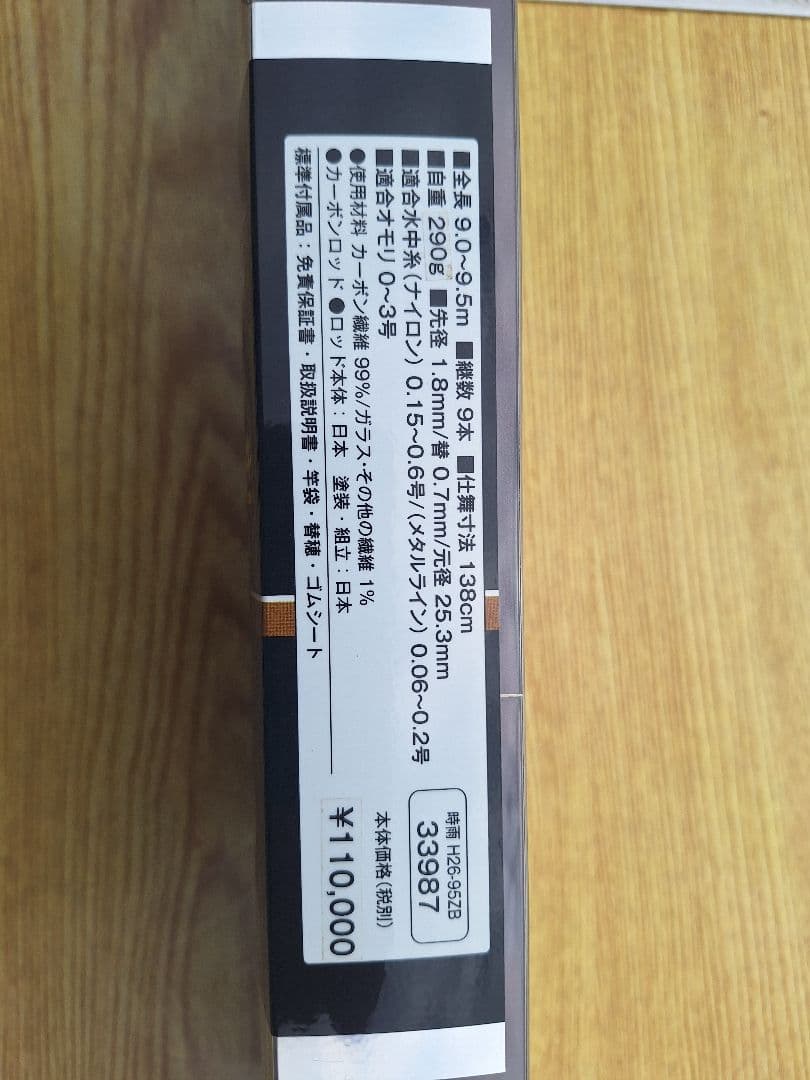 ■全長 9.0~9.5m ■継数 9本 ■仕舞寸法 138cm
■自重 290g ■先径 1.8mm/替 0.7mm/元径 25.3mm
■適合水中糸(ナイロン) 0.15~0.6号/(メタルライン) 0.06~0.2号
■適合オモリ 0~3号
●使用材料 カーボン繊維 99%/ガラス・その他の繊維 1%
●カーボンロッド ●ロッド本体:日本 塗装・組立:日本
標準付属品:免責保証書・取扱説明書・竿袋・替穂・ゴムシート
時雨 H26-95ZB
33987
本体価格(税別)
¥110,000